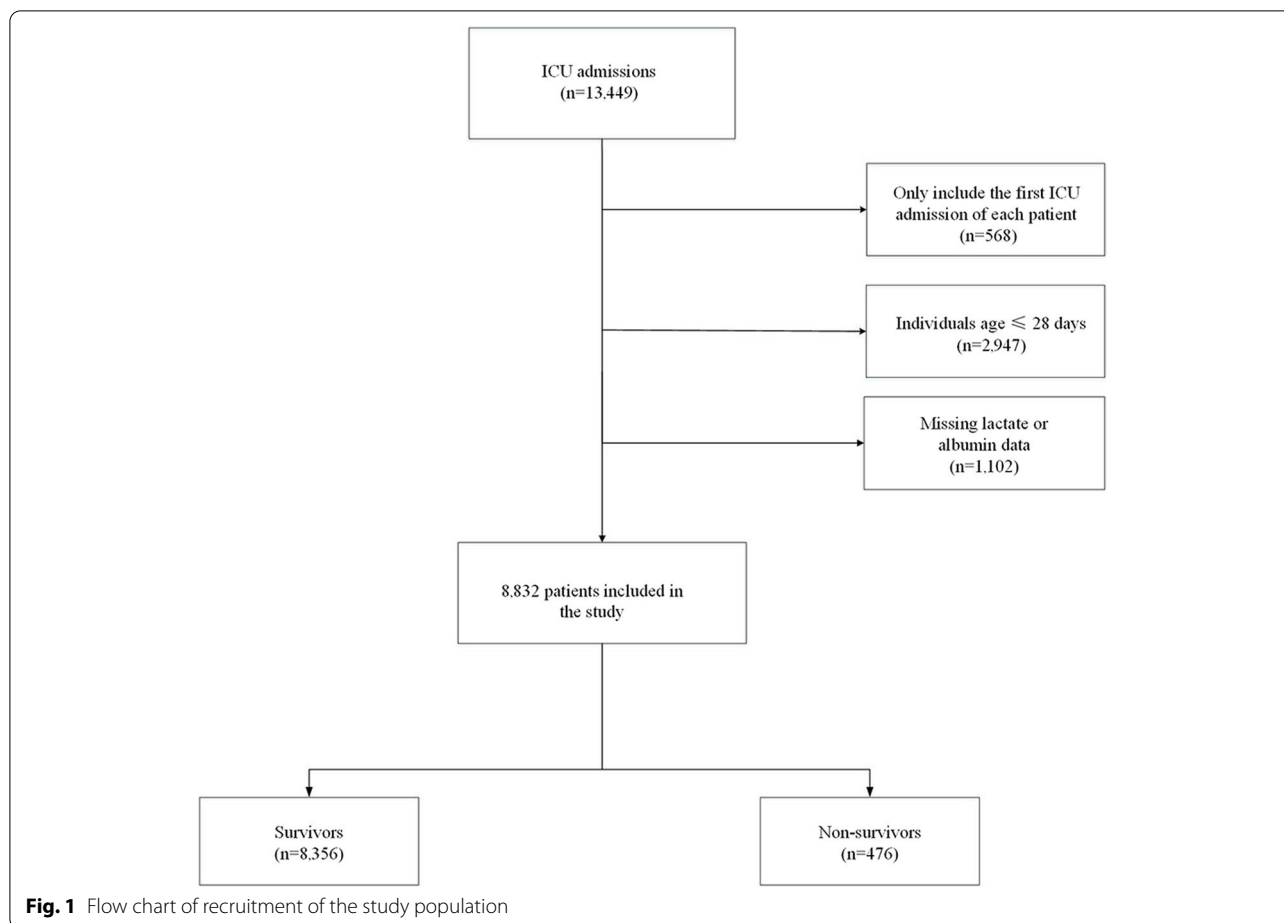 ICU admissions
(n=13,449)
Only include the first ICU
admission of each patient
(n=568)
Individuals age ⩽ 28 days
(n=2,947)
Missing lactate or
albumin data
(n=1,102)
8,832 patients included in
the study
Survivors
(n=8,356)
Non-survivors
(n=476)
Fig. 1 Flow chart of recruitment of the study population